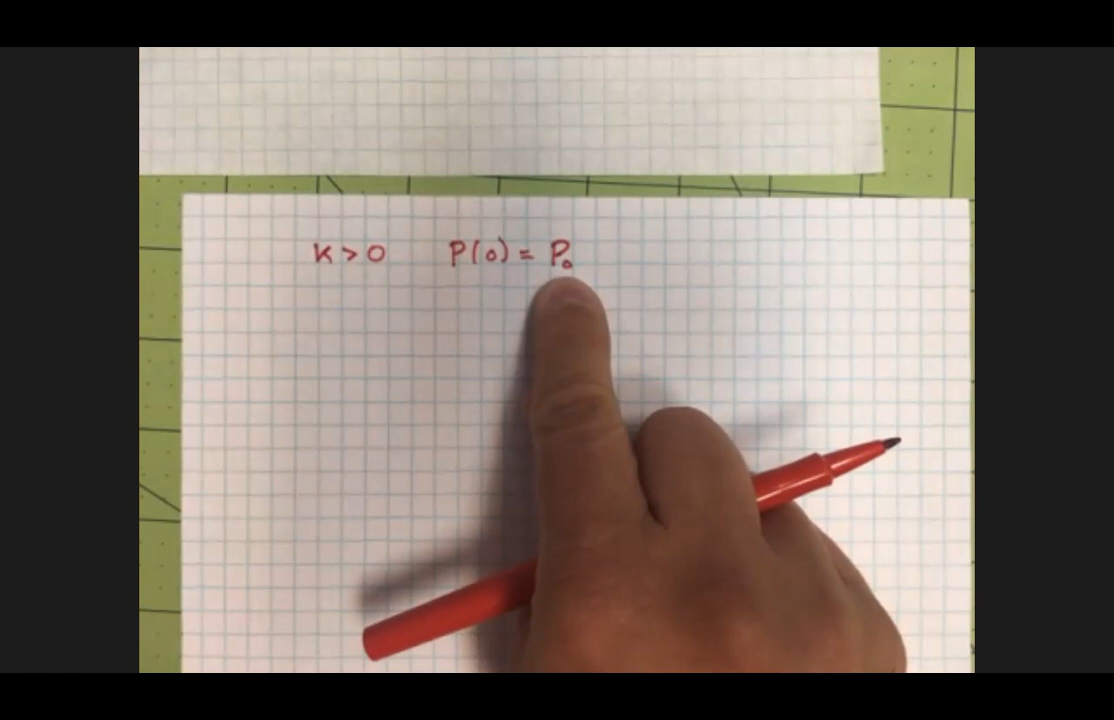 K > 0 P(0) = P₀